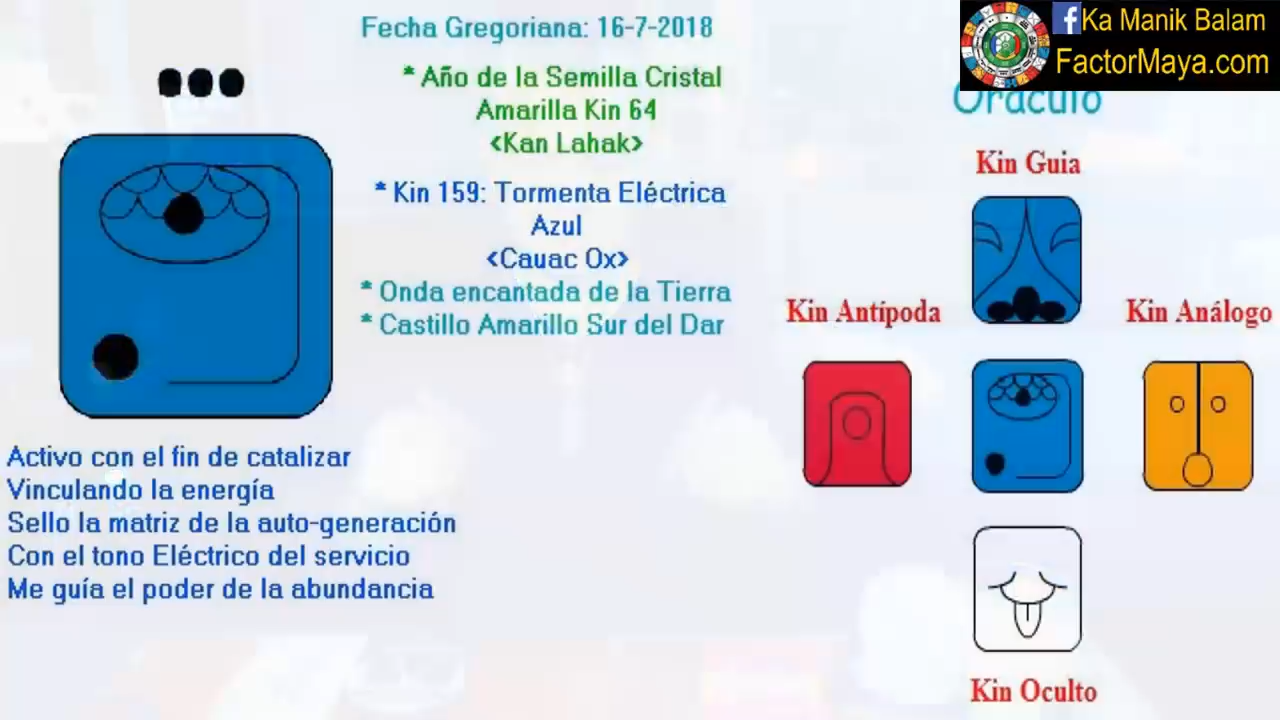 Fecha Gregoriana: 16-7-2018
* Año de la Semilla Cristal
Amarilla Kin 64
<Kan Lahak>
* Kin 159: Tormenta Eléctrica
Azul
<Cauac Ox>
* Onda encantada de la Tierra
* Castillo Amarillo Sur del Dar
Activo con el fin de catalizar
Vinculando la energía
Sello la matriz de la auto-generación
Con el tono Eléctrico del servicio
Me guía el poder de la abundancia
Ka Manik Balam
FactorMaya.com
Oráculo
Kin Guia
Kin Antípoda
Kin Análogo
Kin Oculto